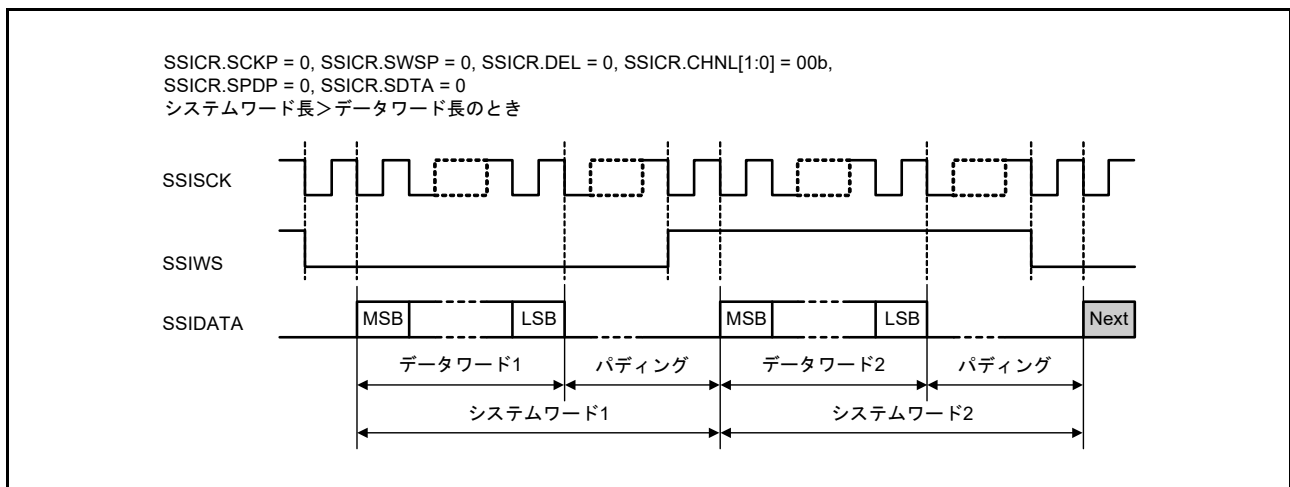 SSICR.SCKP = 0, SSICR.SWSP = 0, SSICR.DEL = 0, SSICR.CHNL[1:0] = 00b,
SSICR.SPDP = 0, SSICR.SDTA = 0
システムワード長＞データワード長のとき
SSISCK
SSIWS
SSIDATA
MSB
LSB
MSB
LSB
Next
データワード1
パディング
データワード2
パディング
システムワード1
システムワード2